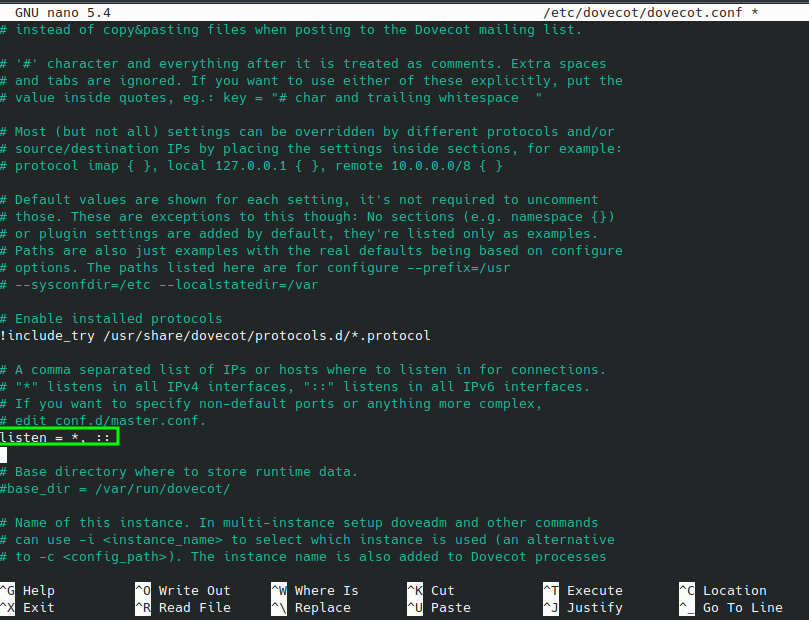 GNU nano 5.4 /etc/dovecot/dovecot.conf *
# instead of copy&pasting files when posting to the Dovecot mailing list.
# '#' character and everything after it is treated as comments. Extra spaces
# and tabs are ignored. If you want to use either of these explicitly, put the
# value inside quotes, eg.: key = "# char and trailing whitespace  "
# Most (but not all) settings can be overridden by different protocols and/or
# source/destination IPs by placing the settings inside sections, for example:
# protocol imap { }, local 127.0.0.1 { }, remote 10.0.0.0/8 { }
# Default values are shown for each setting, it's not required to uncomment
# those. These are exceptions to this though: No sections (e.g. namespace {})
# or plugin settings are added by default, they're listed only as examples.
# Paths are also just examples with the real defaults being based on configure
# options. The paths listed here are for configure --prefix=/usr
# --sysconfdir=/etc --localstatedir=/var
# Enable installed protocols
!include_try /usr/share/dovecot/protocols.d/*.protocol
# A comma separated list of IPs or hosts where to listen in for connections.
# "*" listens in all IPv4 interfaces, "::" listens in all IPv6 interfaces.
# If you want to specify non-default ports or anything more complex,
# edit conf.d/master.conf.
listen = *, ::
# Base directory where to store runtime data.
#base_dir = /var/run/dovecot/
# Name of this instance. In multi-instance setup doveadm and other commands
# can use -i <instance_name> to select which instance is used (an alternative
# to -c <config_path>). The instance name is also added to Dovecot processes
^G Help ^O Write Out ^W Where Is ^K Cut ^T Execute ^C Location
^X Exit ^R Read File ^\ Replace ^U Paste ^J Justify ^_ Go To Line